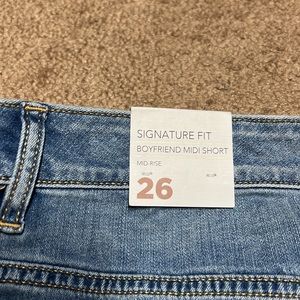 SIGNATURE FIT
BOYFRIEND MIDI SHORT
MID-RISE
26